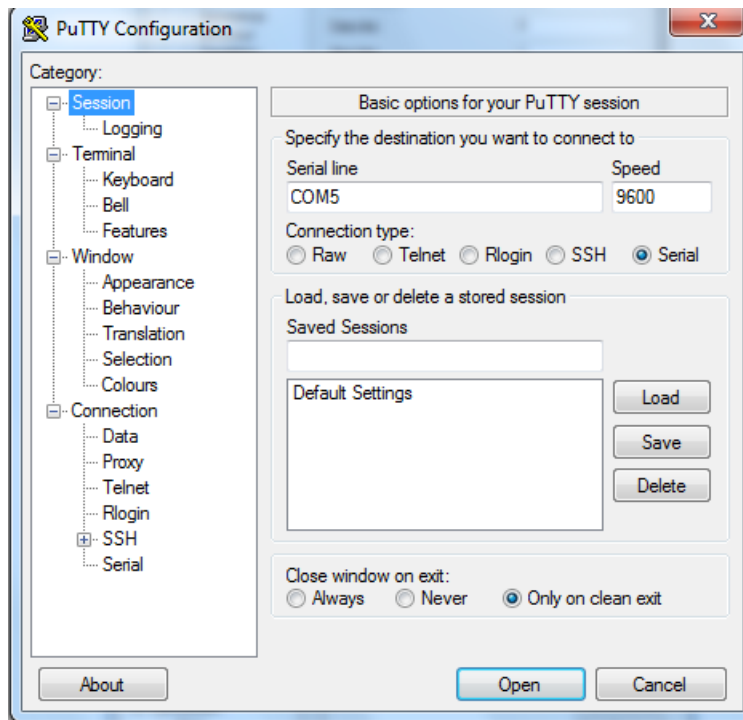 PuTTY Configuration
Category:
Session
Logging
Terminal
Keyboard
Bell
Features
Window
Appearance
Behaviour
Translation
Selection
Colours
Connection
Data
Proxy
Telnet
Rlogin
SSH
Serial
Basic options for your PuTTY session
Specify the destination you want to connect to
Serial line Speed
COM5 9600
Connection type:
Raw Telnet Rlogin SSH Serial
Load, save or delete a stored session
Saved Sessions
Default Settings
Load
Save
Delete
Close window on exit:
Always Never Only on clean exit
About Open Cancel